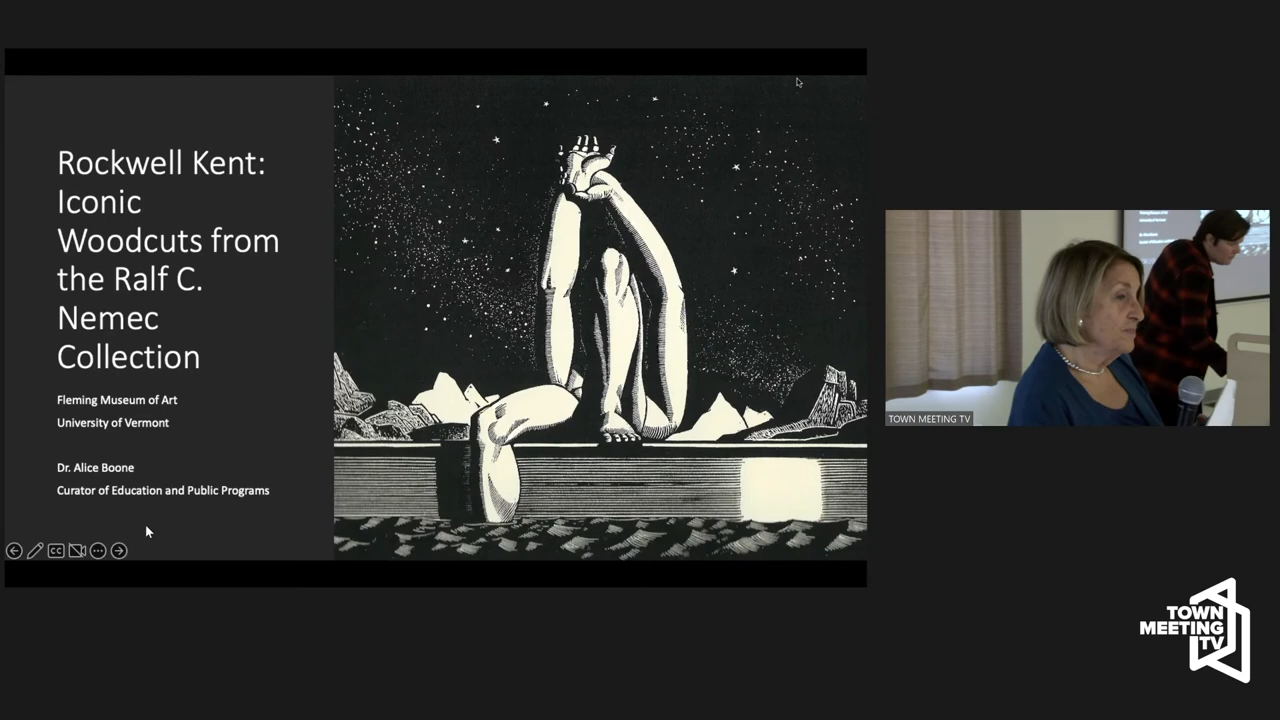 Rockwell Kent:
Iconic
Woodcuts from
the Ralf C.
Nemec
Collection
Fleming Museum of Art
University of Vermont
Dr. Alice Boone
Curator of Education and Public Programs
CC
TOWN MEETING TV
TOWN
MEETING
TV